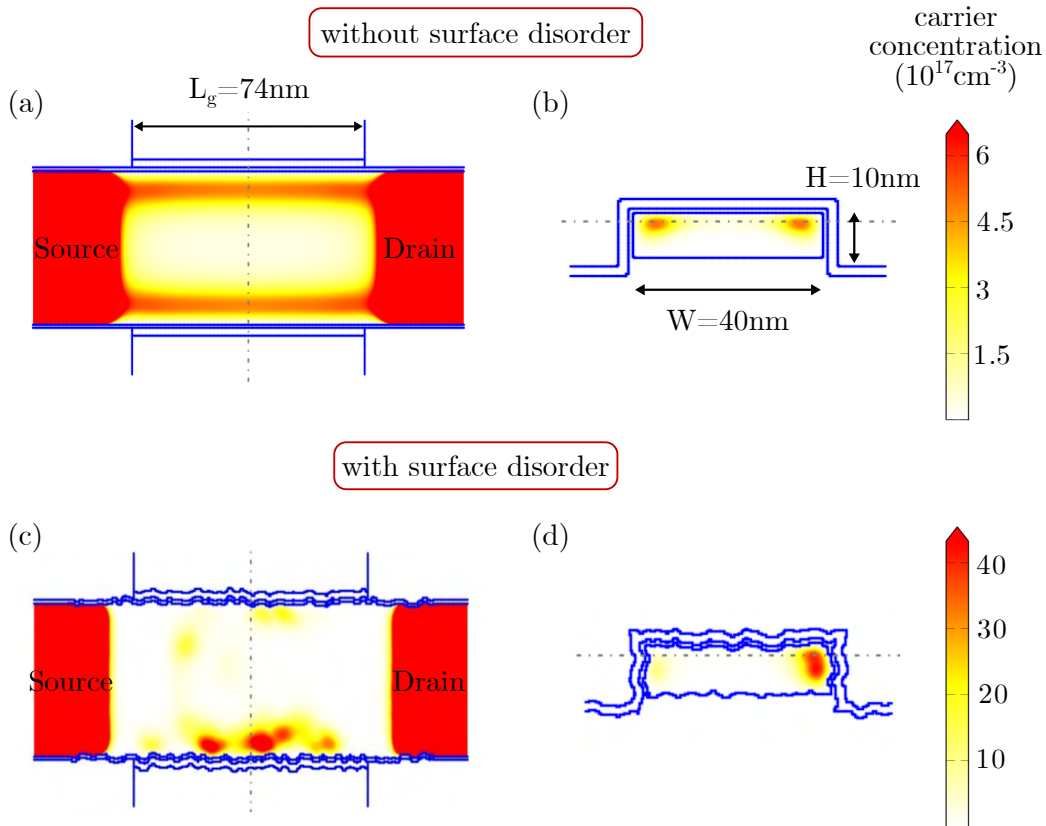 without surface disorder
carrier
concentration
(10¹⁷cm⁻³)
(a)
L_g=74nm
(b)
Source
Drain
H=10nm
W=40nm
6
4.5
3
1.5
with surface disorder
(c)
(d)
Source
Drain
40
30
20
10